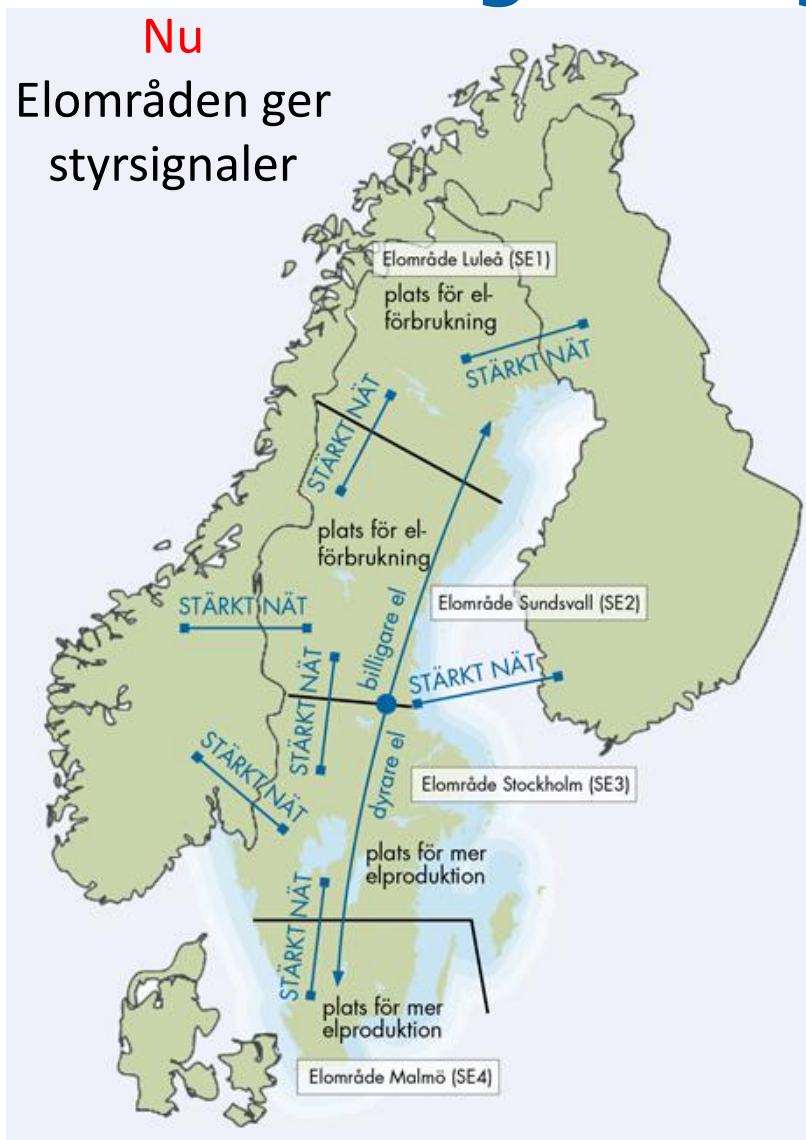 Nu
Elområden ger
styrsignaler
Elområde Luleå (SE1)
plats för el-
förbrukning
STÄRKT NÄT
STÄRKT NÄT
plats för el-
förbrukning
Elområde Sundsvall (SE2)
STÄRKT NÄT
billigare el
STÄRKT NÄT
STÄRKT NÄT
dyrare el
STÄRKT NÄT
Elområde Stockholm (SE3)
plats för mer
elproduktion
STÄRKT NÄT
plats för mer
elproduktion
Elområde Malmö (SE4)